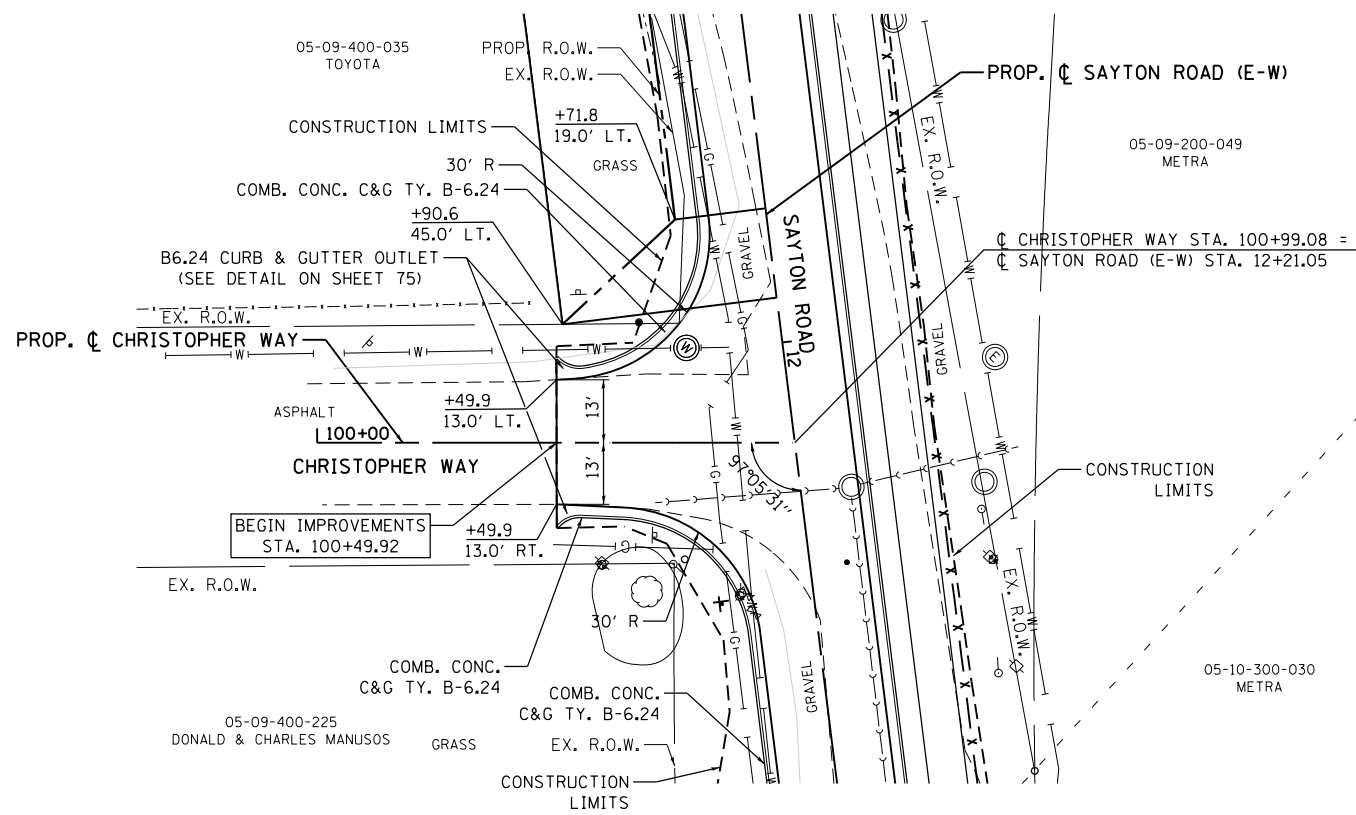 05-09-400-035
TOYOTA
PROP. R.O.W.
EX. R.O.W.
CONSTRUCTION LIMITS
+71.8
19.0' LT.
GRASS
30' R
COMB. CONC. C&G TY. B-6.24
+90.6
45.0' LT.
B6.24 CURB & GUTTER OUTLET
(SEE DETAIL ON SHEET 75)
EX. R.O.W.
PROP. ℄ CHRISTOPHER WAY
PROP. ℄ SAYTON ROAD (E-W)
EX. R.O.W.
05-09-200-049
METRA
℄ CHRISTOPHER WAY STA. 100+99.08 =
℄ SAYTON ROAD (E-W) STA. 12+21.05
SAYTON ROAD
12
GRAVEL
GRAVEL
W
W
W
W
W
W
W
W
W
G
G
G
G
G
E
+49.9
13.0' LT.
ASPHALT
100+00
CHRISTOPHER WAY
13'
13'
97°05'31"
BEGIN IMPROVEMENTS
STA. 100+49.92
+49.9
13.0' RT.
EX. R.O.W.
CONSTRUCTION
LIMITS
EX. R.O.W.
30' R
COMB. CONC.
C&G TY. B-6.24
COMB. CONC.
C&G TY. B-6.24
GRAVEL
05-10-300-030
METRA
05-09-400-225
DONALD & CHARLES MANUSOS
GRASS
EX. R.O.W.
CONSTRUCTION
LIMITS